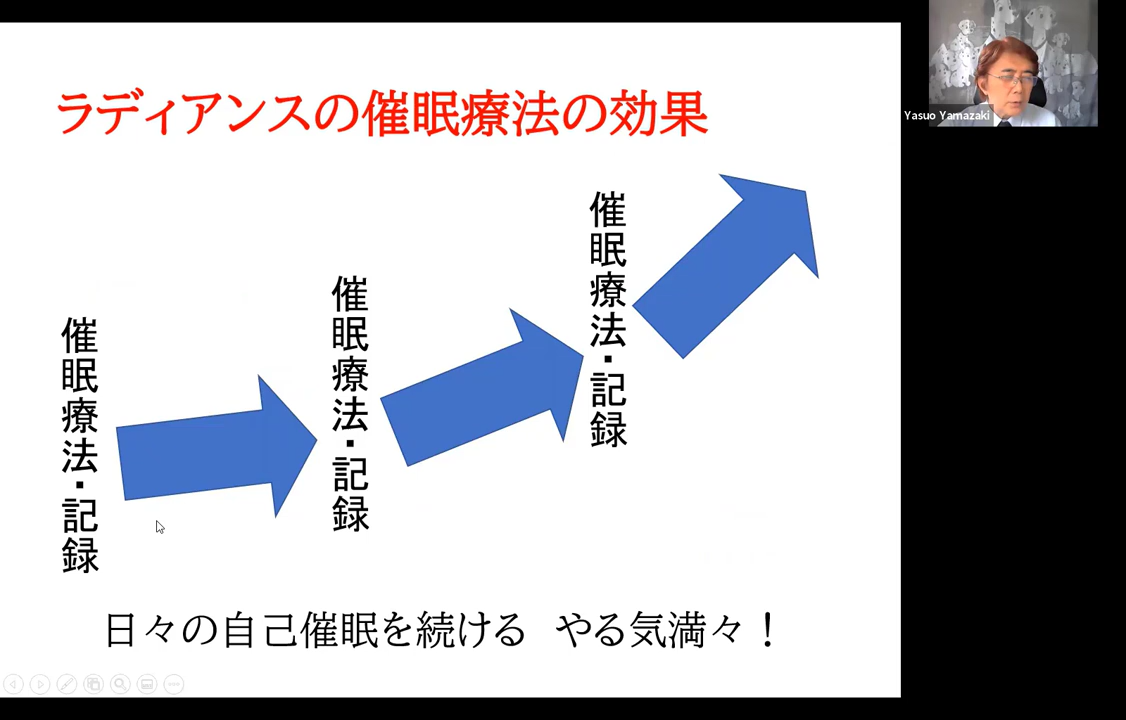 ラディアンスの催眠療法の効果
Yasuo Yamazaki
催眠療法・記録
催眠療法・記録
催眠療法・記録
日々の自己催眠を続ける　やる気満々！